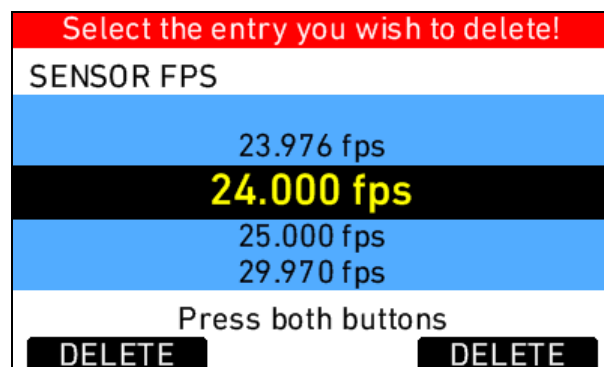 Select the entry you wish to delete!
SENSOR FPS
23.976 fps
24.000 fps
25.000 fps
29.970 fps
Press both buttons
DELETE DELETE